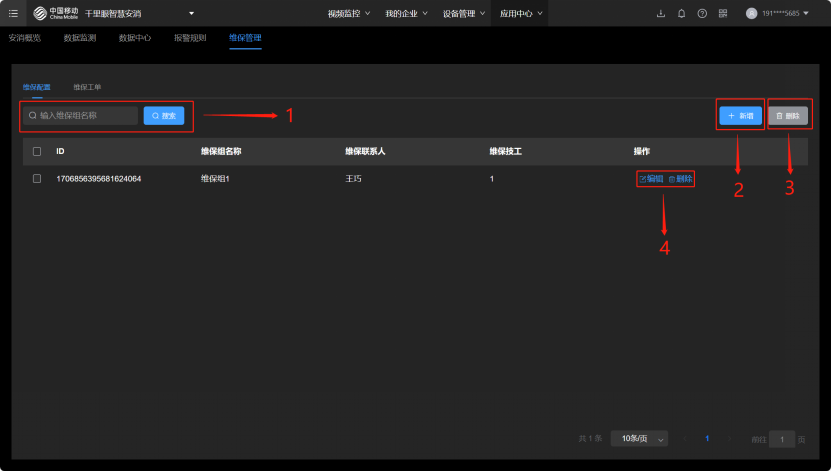 中国移动 China Mobile 千里眼智慧安消 视频监控 我的企业 设备管理 应用中心 191****5685
安消概览 数据监测 数据中心 报警规则 维保管理
维保配置 维保工单
输入维保组名称 搜索 1 + 新增 删除
ID 维保组名称 维保联系人 维保技工 操作
1706856395681624064 维保组1 王巧 1 编辑 删除
2 3
4
共 1 条 10条/页 1 前往 1 页